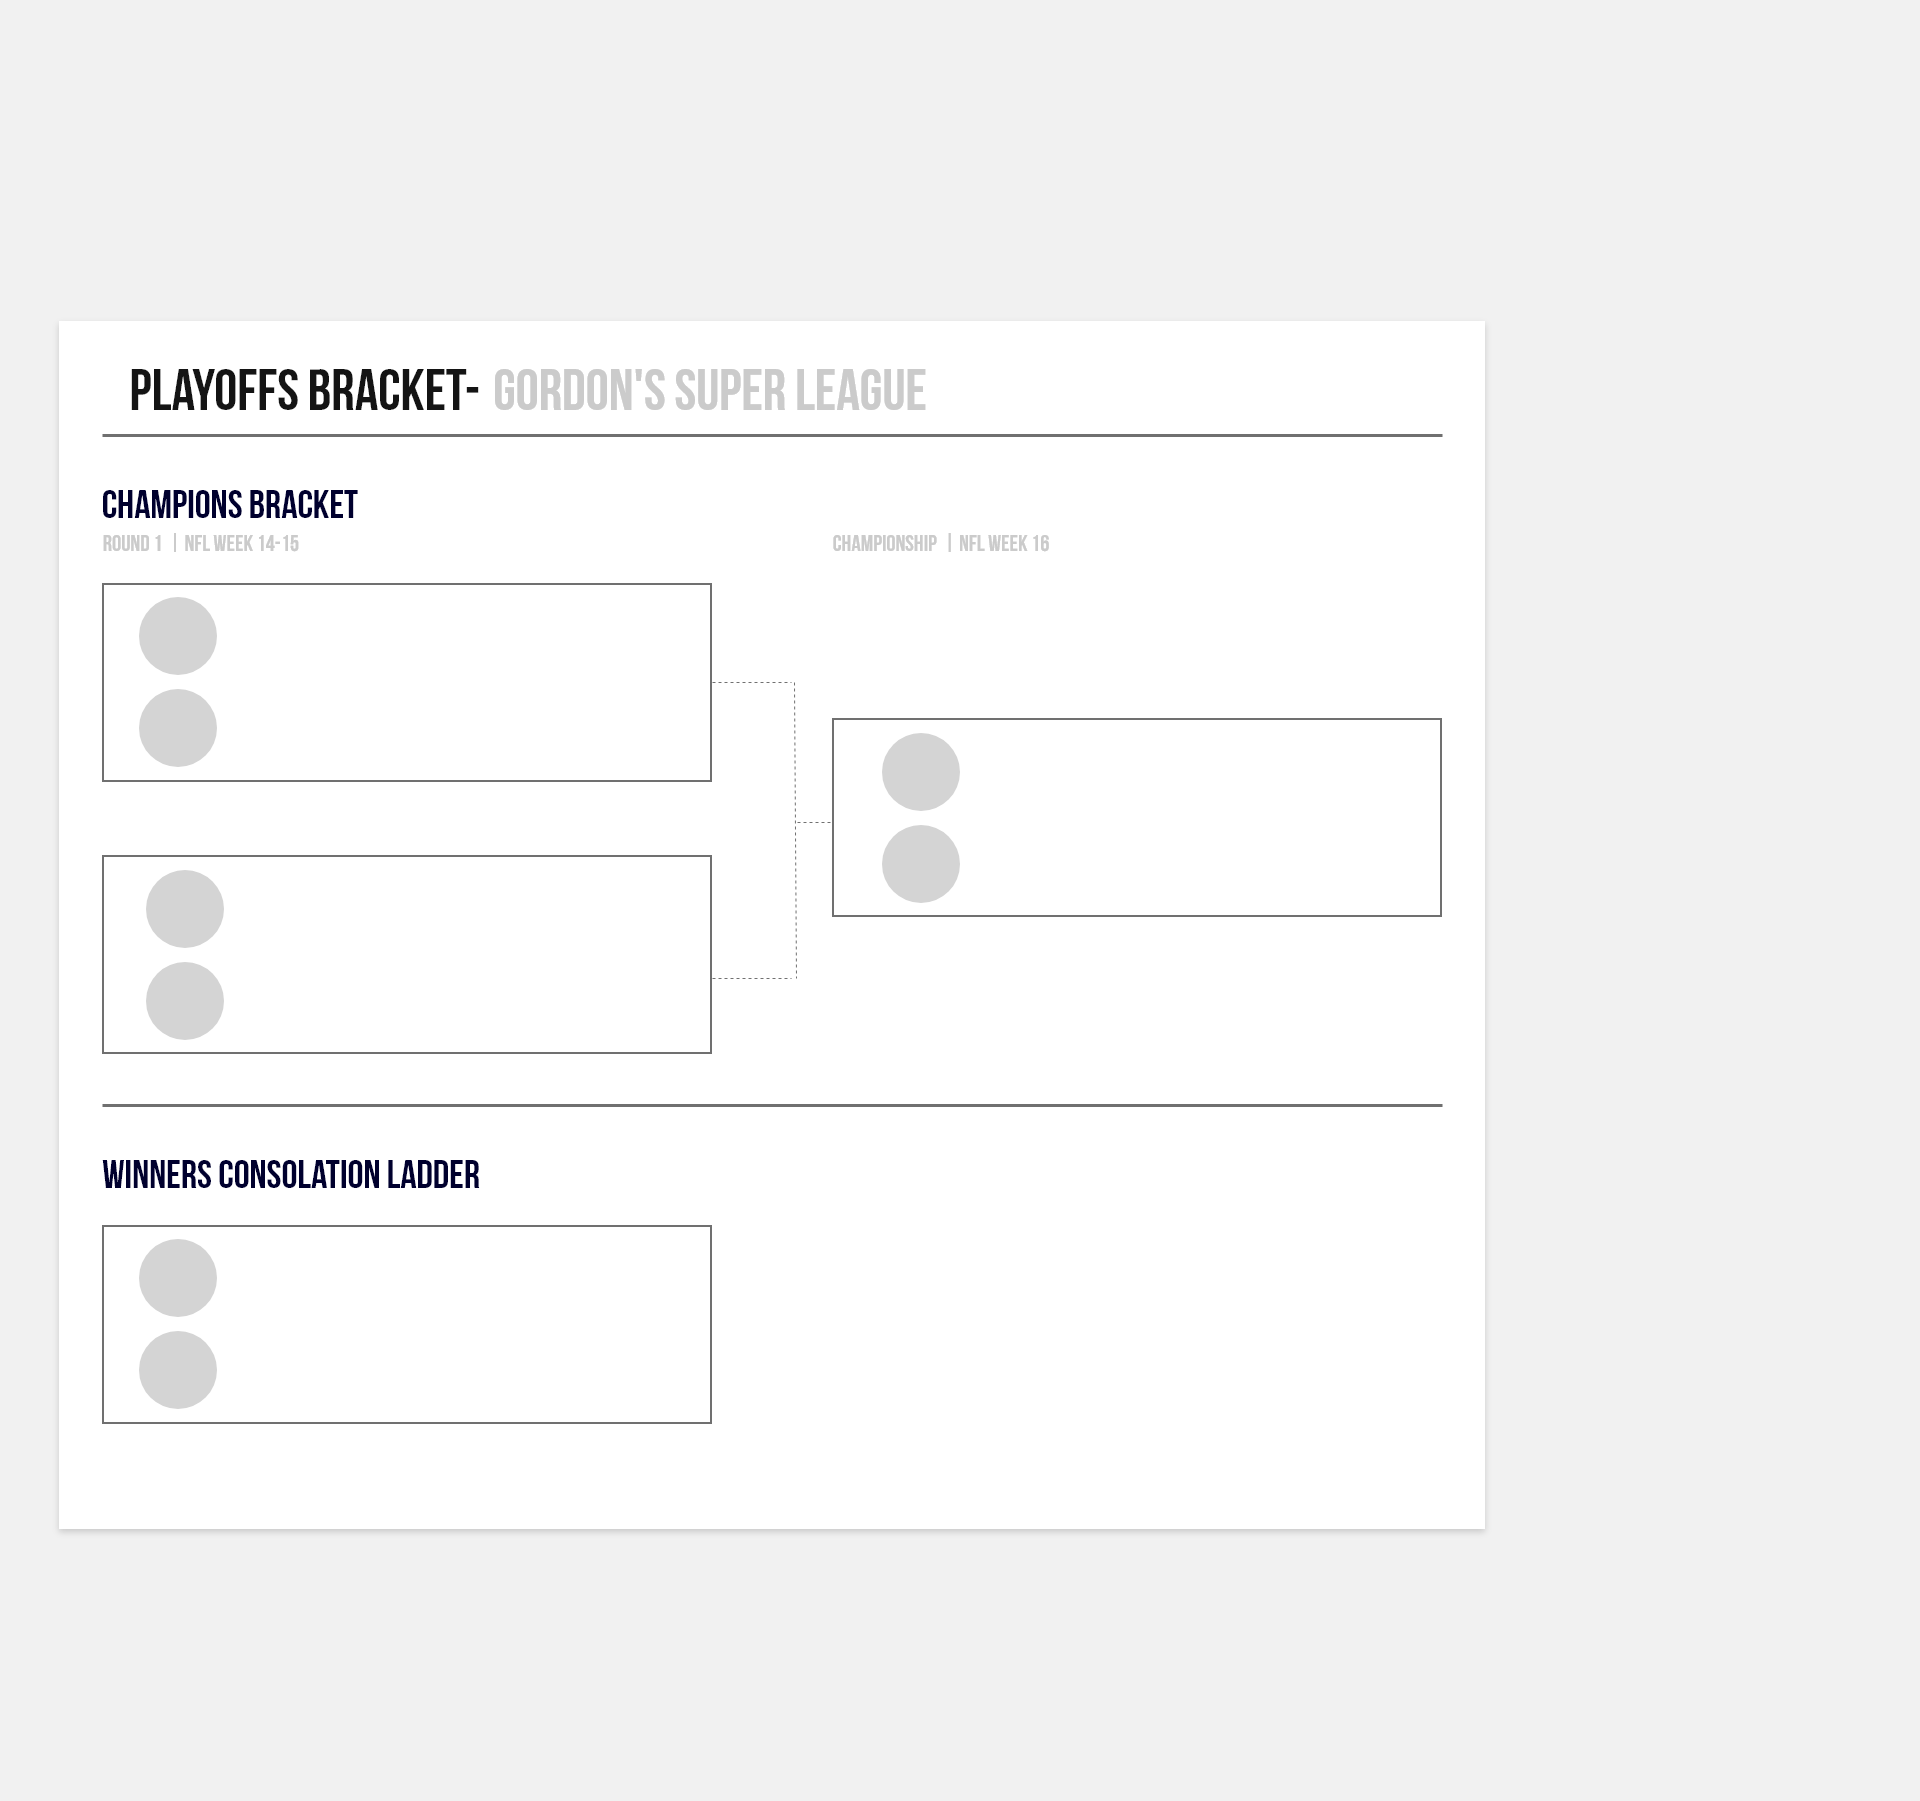 PLAYOFFS BRACKET- GORDON'S SUPER LEAGUE
CHAMPIONS BRACKET
ROUND 1 | NFL WEEK 14-15
CHAMPIONSHIP | NFL WEEK 16
WINNERS CONSOLATION LADDER